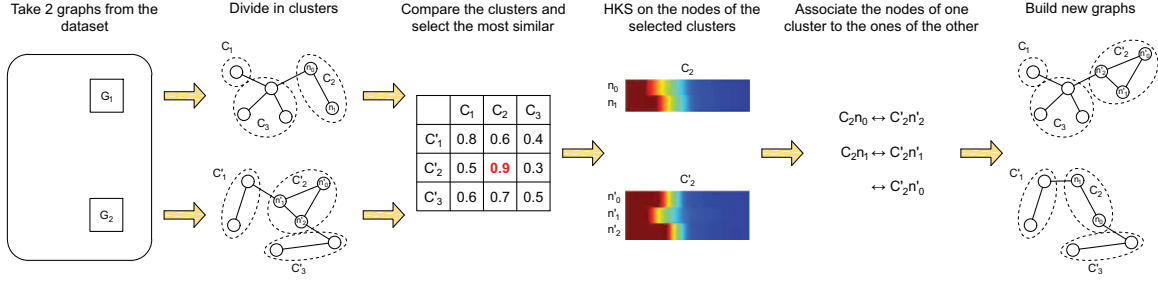 Take 2 graphs from the
dataset
G1
G2
Divide in clusters
C1
n0
C2
n1
C3
C'1
C'2
n'0
n'1
n'2
C'3
Compare the clusters and
select the most similar
C1 C2 C3
C'1 0.8 0.6 0.4
C'2 0.5 0.9 0.3
C'3 0.6 0.7 0.5
HKS on the nodes of the
selected clusters
C2
n0
n1
C'2
n'0
n'1
n'2
Associate the nodes of one
cluster to the ones of the other
C2n0 ↔ C'2n'2
C2n1 ↔ C'2n'1
↔ C'2n'0
Build new graphs
C1
C'2
n'0
n'2
n'1
C3
C'1
n1
C2
n0
C'3